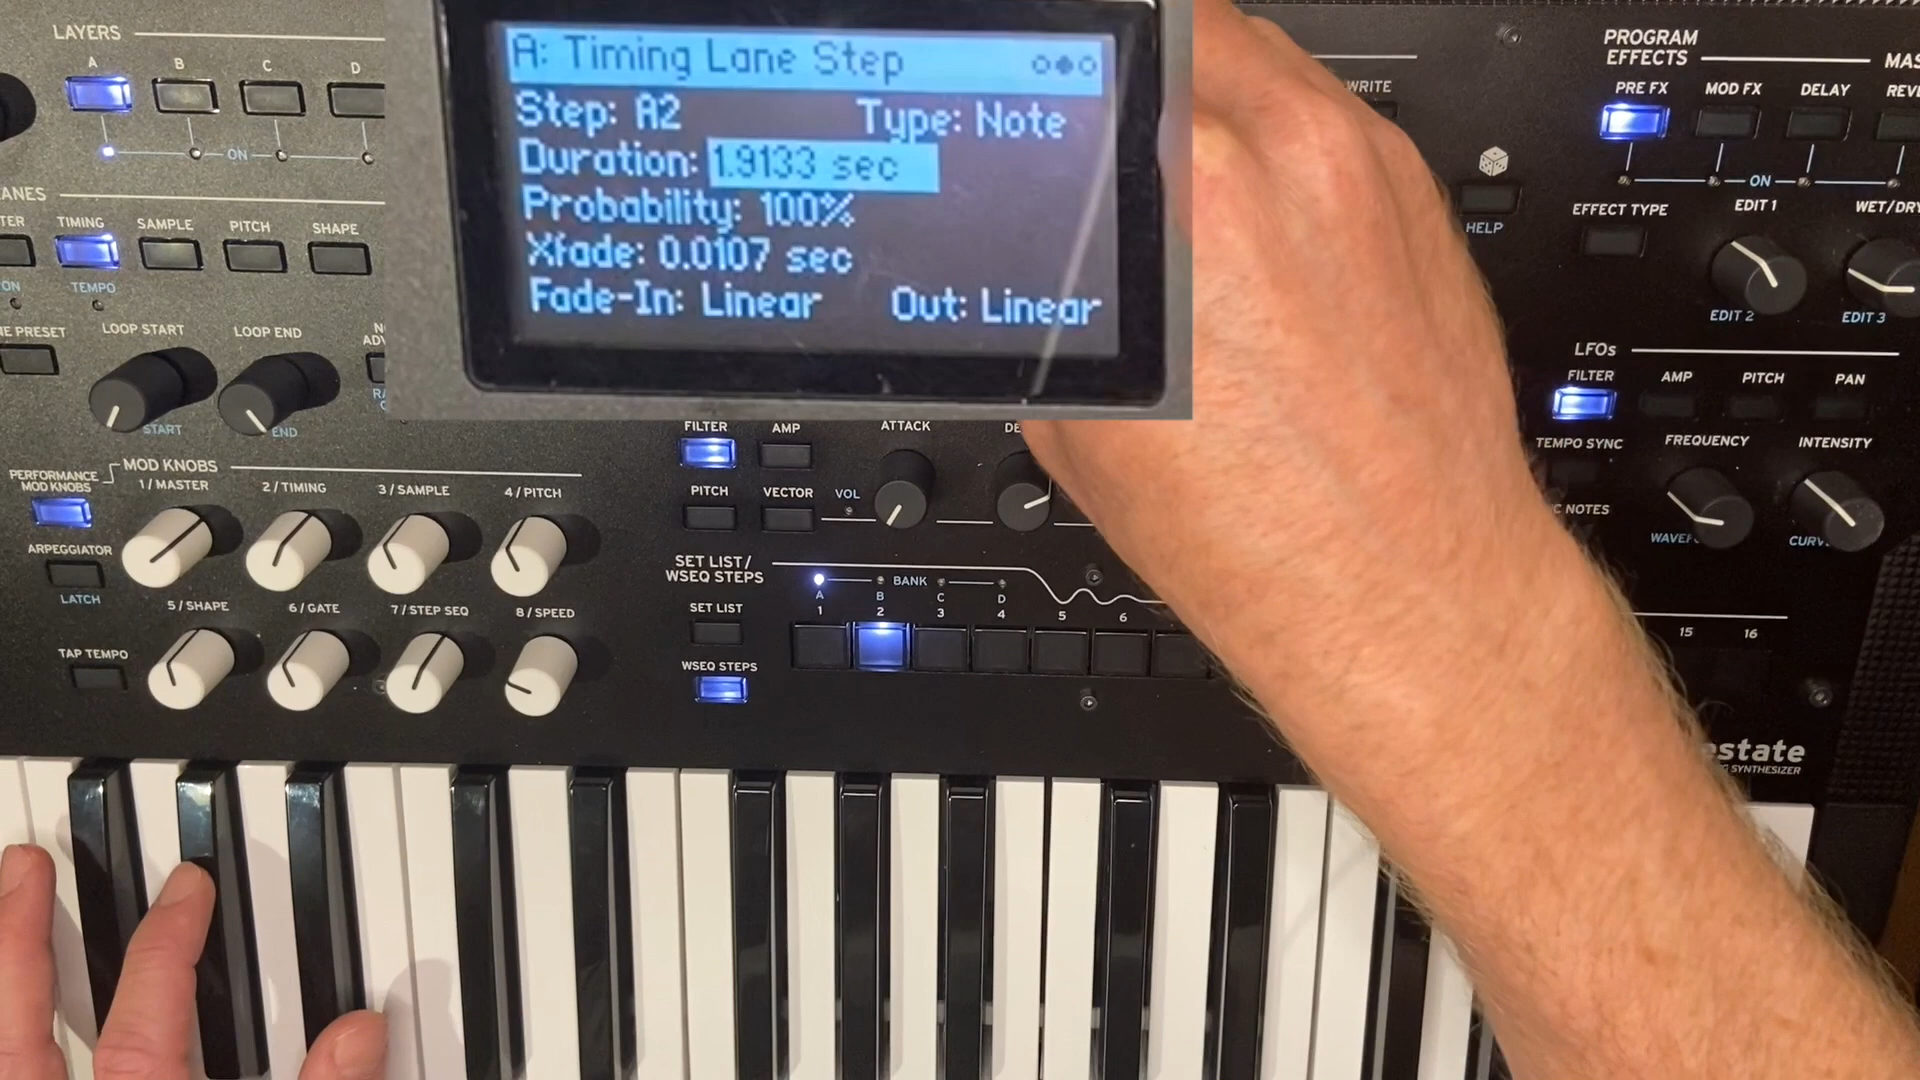 LAYERS
A B C D
ON
TIMING SAMPLE PITCH SHAPE
TEMPO
LOOP START LOOP END
START END
A: Timing Lane Step
Step: A2 Type: Note
Duration: 1.9133 sec
Probability: 100%
Xfade: 0.0107 sec
Fade-In: Linear Out: Linear
WRITE
HELP
PROGRAM
EFFECTS
PRE FX MOD FX DELAY
ON
EFFECT TYPE EDIT 1 WET/DRY
EDIT 2 EDIT 3
LFOs
FILTER AMP PITCH PAN
TEMPO SYNC FREQUENCY INTENSITY
NOTES
PERFORMANCE
MOD KNOBS
MOD KNOBS
1/MASTER 2/TIMING 3/SAMPLE 4/PITCH
ARPEGGIATOR
LATCH
5/SHAPE 6/GATE 7/STEP SEQ 8/SPEED
TAP TEMPO
FILTER AMP ATTACK
PITCH VECTOR VOL
SET LIST/
WSEQ STEPS
BANK
A B C D
1 2 3 4 5 6 15 16
SET LIST
WSEQ STEPS
SYNTHESIZER